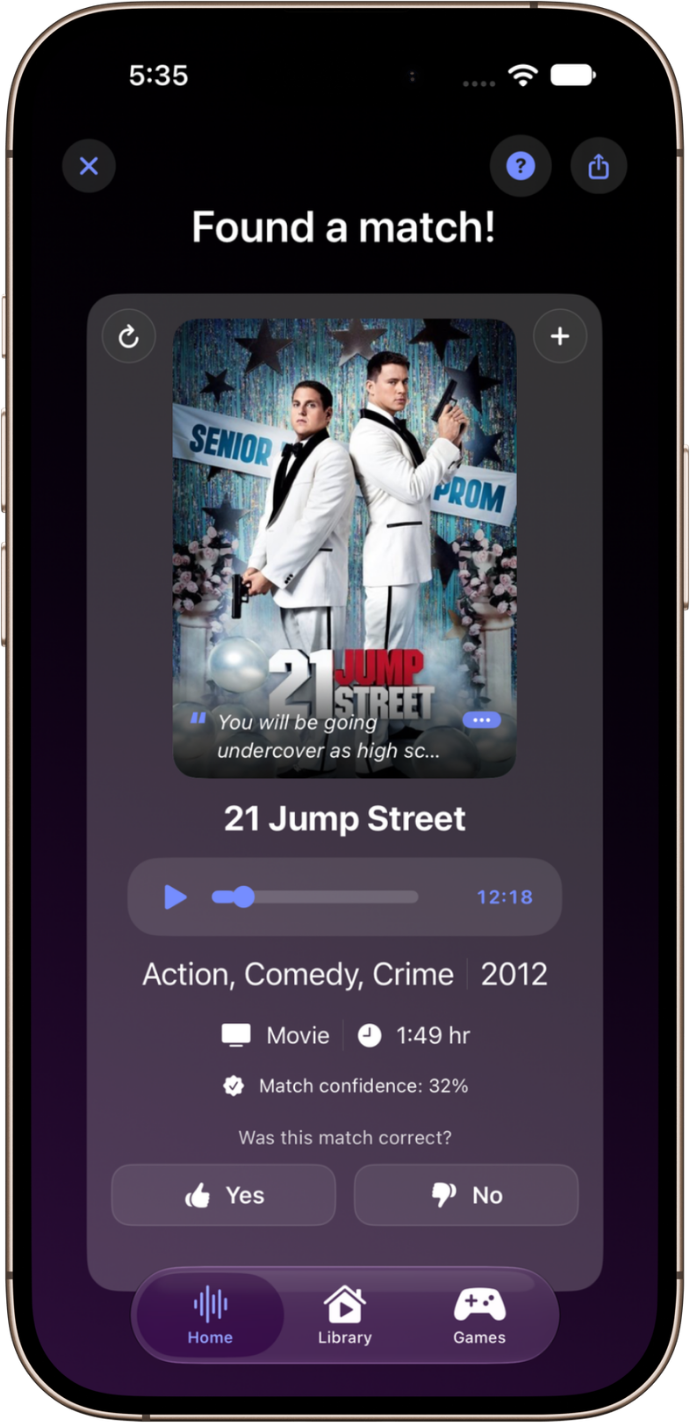 5:35
?
Found a match!
SENIOR
PROM
21 JUMP
STREET
" You will be going
undercover as high sc...
21 Jump Street
12:18
Action, Comedy, Crime 2012
Movie 1:49 hr
Match confidence: 32%
Was this match correct?
Yes No
Home Library Games